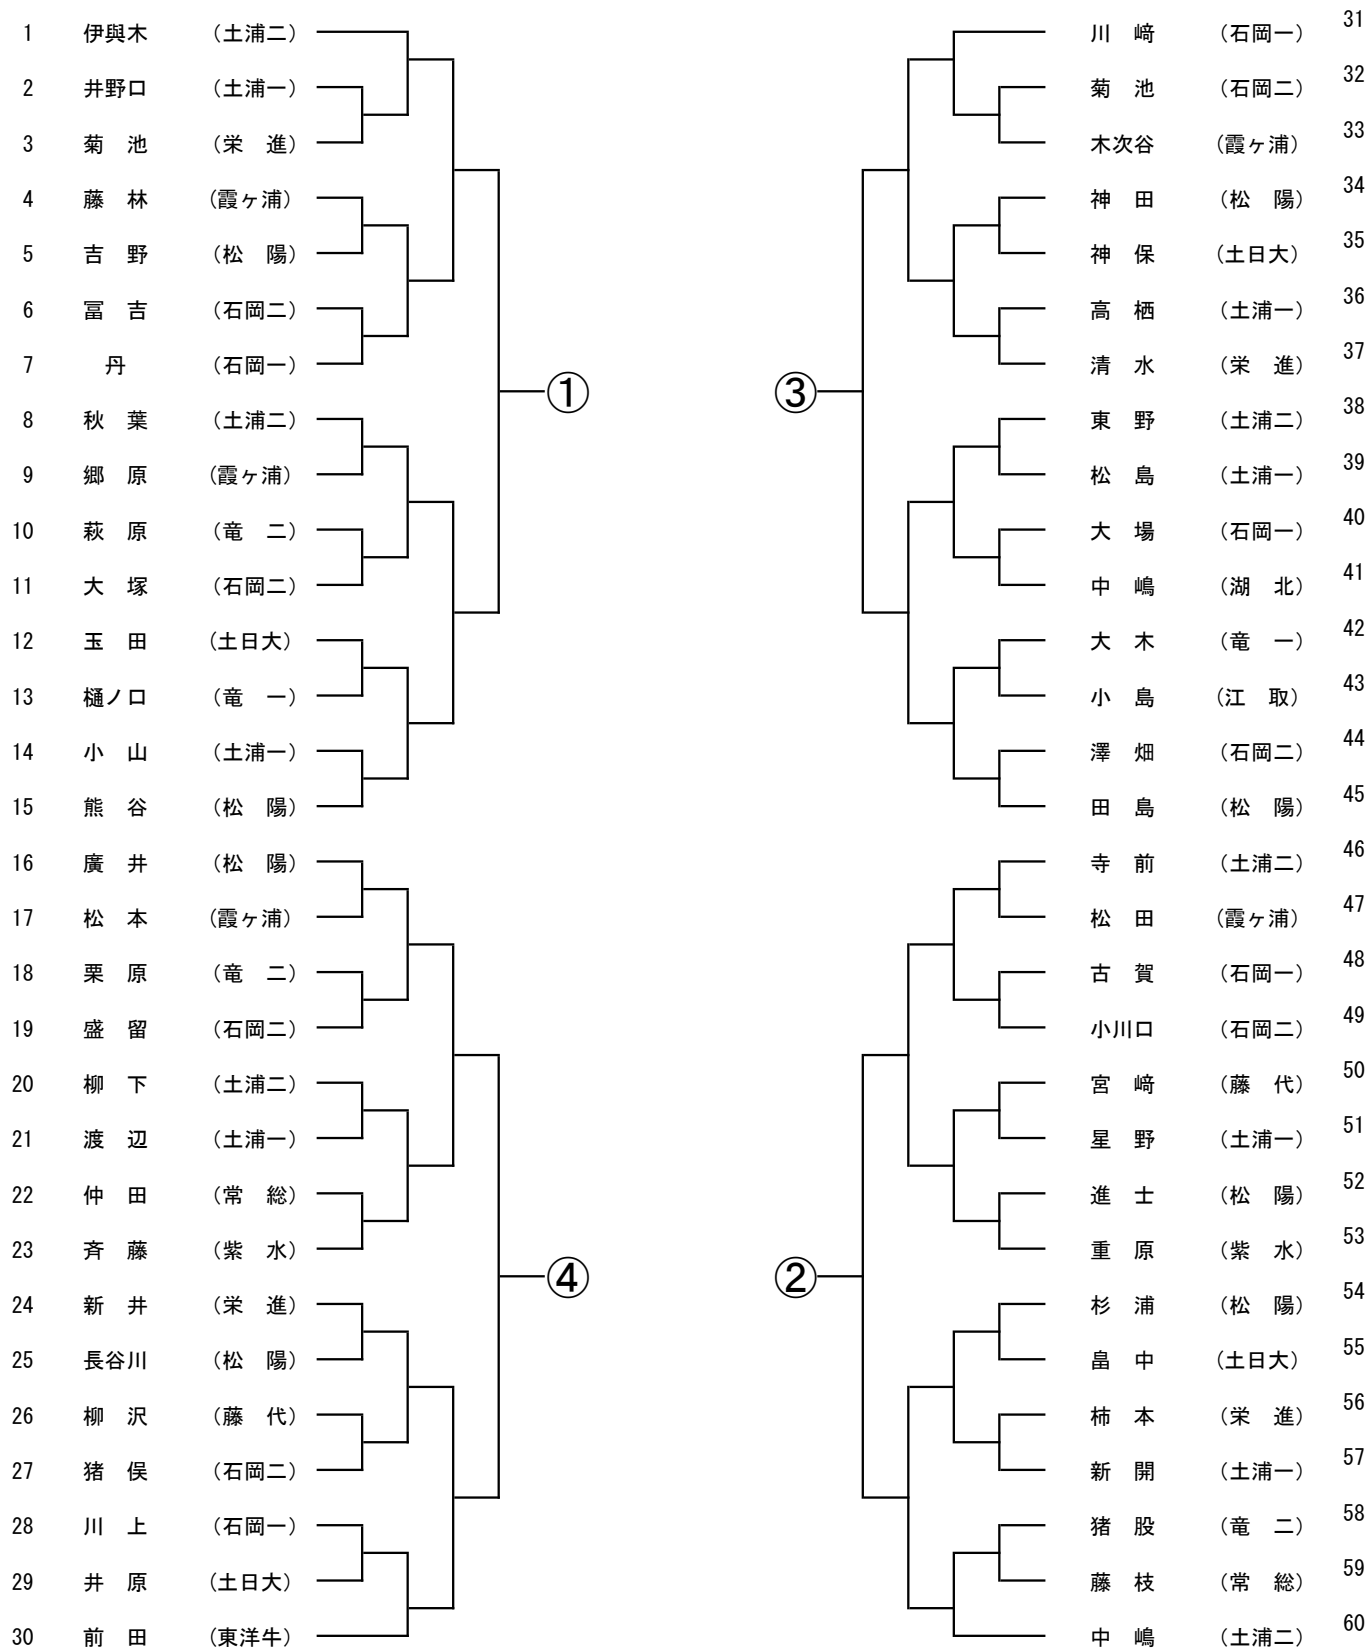 1 伊與木 （土浦二）
2 井野口 （土浦一）
3 菊 池 （栄 進）
4 藤 林 （霞ヶ浦）
5 吉 野 （松 陽）
6 冨 吉 （石岡二）
7 丹 （石岡一）
①
8 秋 葉 （土浦二）
9 郷 原 （霞ヶ浦）
10 萩 原 （竜 二）
11 大 塚 （石岡二）
12 玉 田 （土日大）
13 樋ノ口 （竜 一）
14 小 山 （土浦一）
15 熊 谷 （松 陽）
16 廣 井 （松 陽）
17 松 本 （霞ヶ浦）
18 栗 原 （竜 二）
19 盛 留 （石岡二）
20 柳 下 （土浦二）
21 渡 辺 （土浦一）
22 仲 田 （常 総）
23 斉 藤 （紫 水）
④
24 新 井 （栄 進）
25 長谷川 （松 陽）
26 柳 沢 （藤 代）
27 猪 俣 （石岡二）
28 川 上 （石岡一）
29 井 原 （土日大）
30 前 田 （東洋牛）
川 﨑 （石岡一） 31
菊 池 （石岡二） 32
木次谷 （霞ヶ浦） 33
神 田 （松 陽） 34
神 保 （土日大） 35
高 栖 （土浦一） 36
清 水 （栄 進） 37
③
東 野 （土浦二） 38
松 島 （土浦一） 39
大 場 （石岡一） 40
中 嶋 （湖 北） 41
大 木 （竜 一） 42
小 島 （江 取） 43
澤 畑 （石岡二） 44
田 島 （松 陽） 45
寺 前 （土浦二） 46
松 田 （霞ヶ浦） 47
古 賀 （石岡一） 48
小川口 （石岡二） 49
宮 﨑 （藤 代） 50
星 野 （土浦一） 51
進 士 （松 陽） 52
重 原 （紫 水） 53
②
杉 浦 （松 陽） 54
畠 中 （土日大） 55
柿 本 （栄 進） 56
新 開 （土浦一） 57
猪 股 （竜 二） 58
藤 枝 （常 総） 59
中 嶋 （土浦二） 60